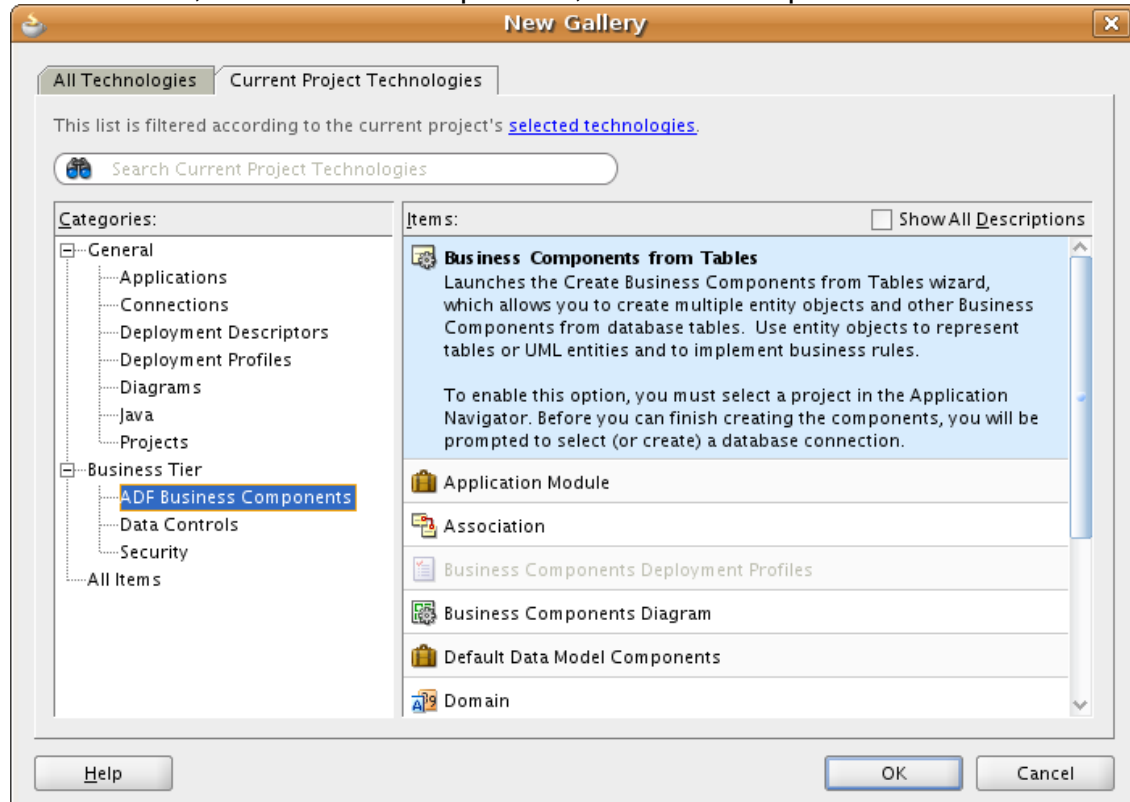 New Gallery
All Technologies
Current Project Technologies
This list is filtered according to the current project's selected technologies.
Search Current Project Technologies
Categories:
General
Applications
Connections
Deployment Descriptors
Deployment Profiles
Diagrams
Java
Projects
Business Tier
ADF Business Components
Data Controls
Security
All Items
Items:
Show All Descriptions
Business Components from Tables
Launches the Create Business Components from Tables wizard,
which allows you to create multiple entity objects and other Business
Components from database tables. Use entity objects to represent
tables or UML entities and to implement business rules.
To enable this option, you must select a project in the Application
Navigator. Before you can finish creating the components, you will be
prompted to select (or create) a database connection.
Application Module
Association
Business Components Deployment Profiles
Business Components Diagram
Default Data Model Components
Domain
Help
OK
Cancel